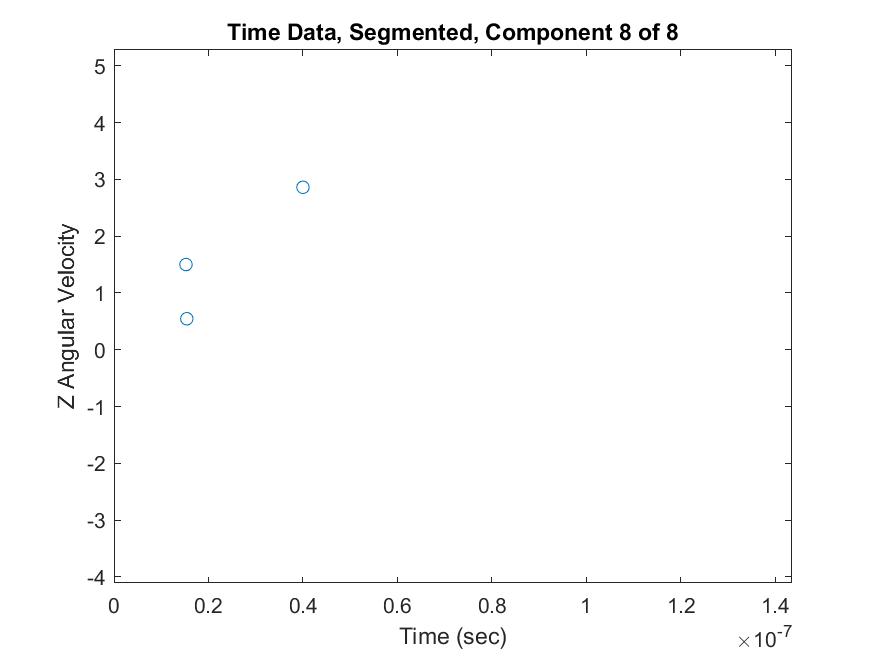 Time Data, Segmented, Component 8 of 8
5
4
3
2
1
0
-1
-2
-3
-4
Z Angular Velocity
0 0.2 0.4 0.6 0.8 1 1.2 1.4
Time (sec)
×10⁻⁷